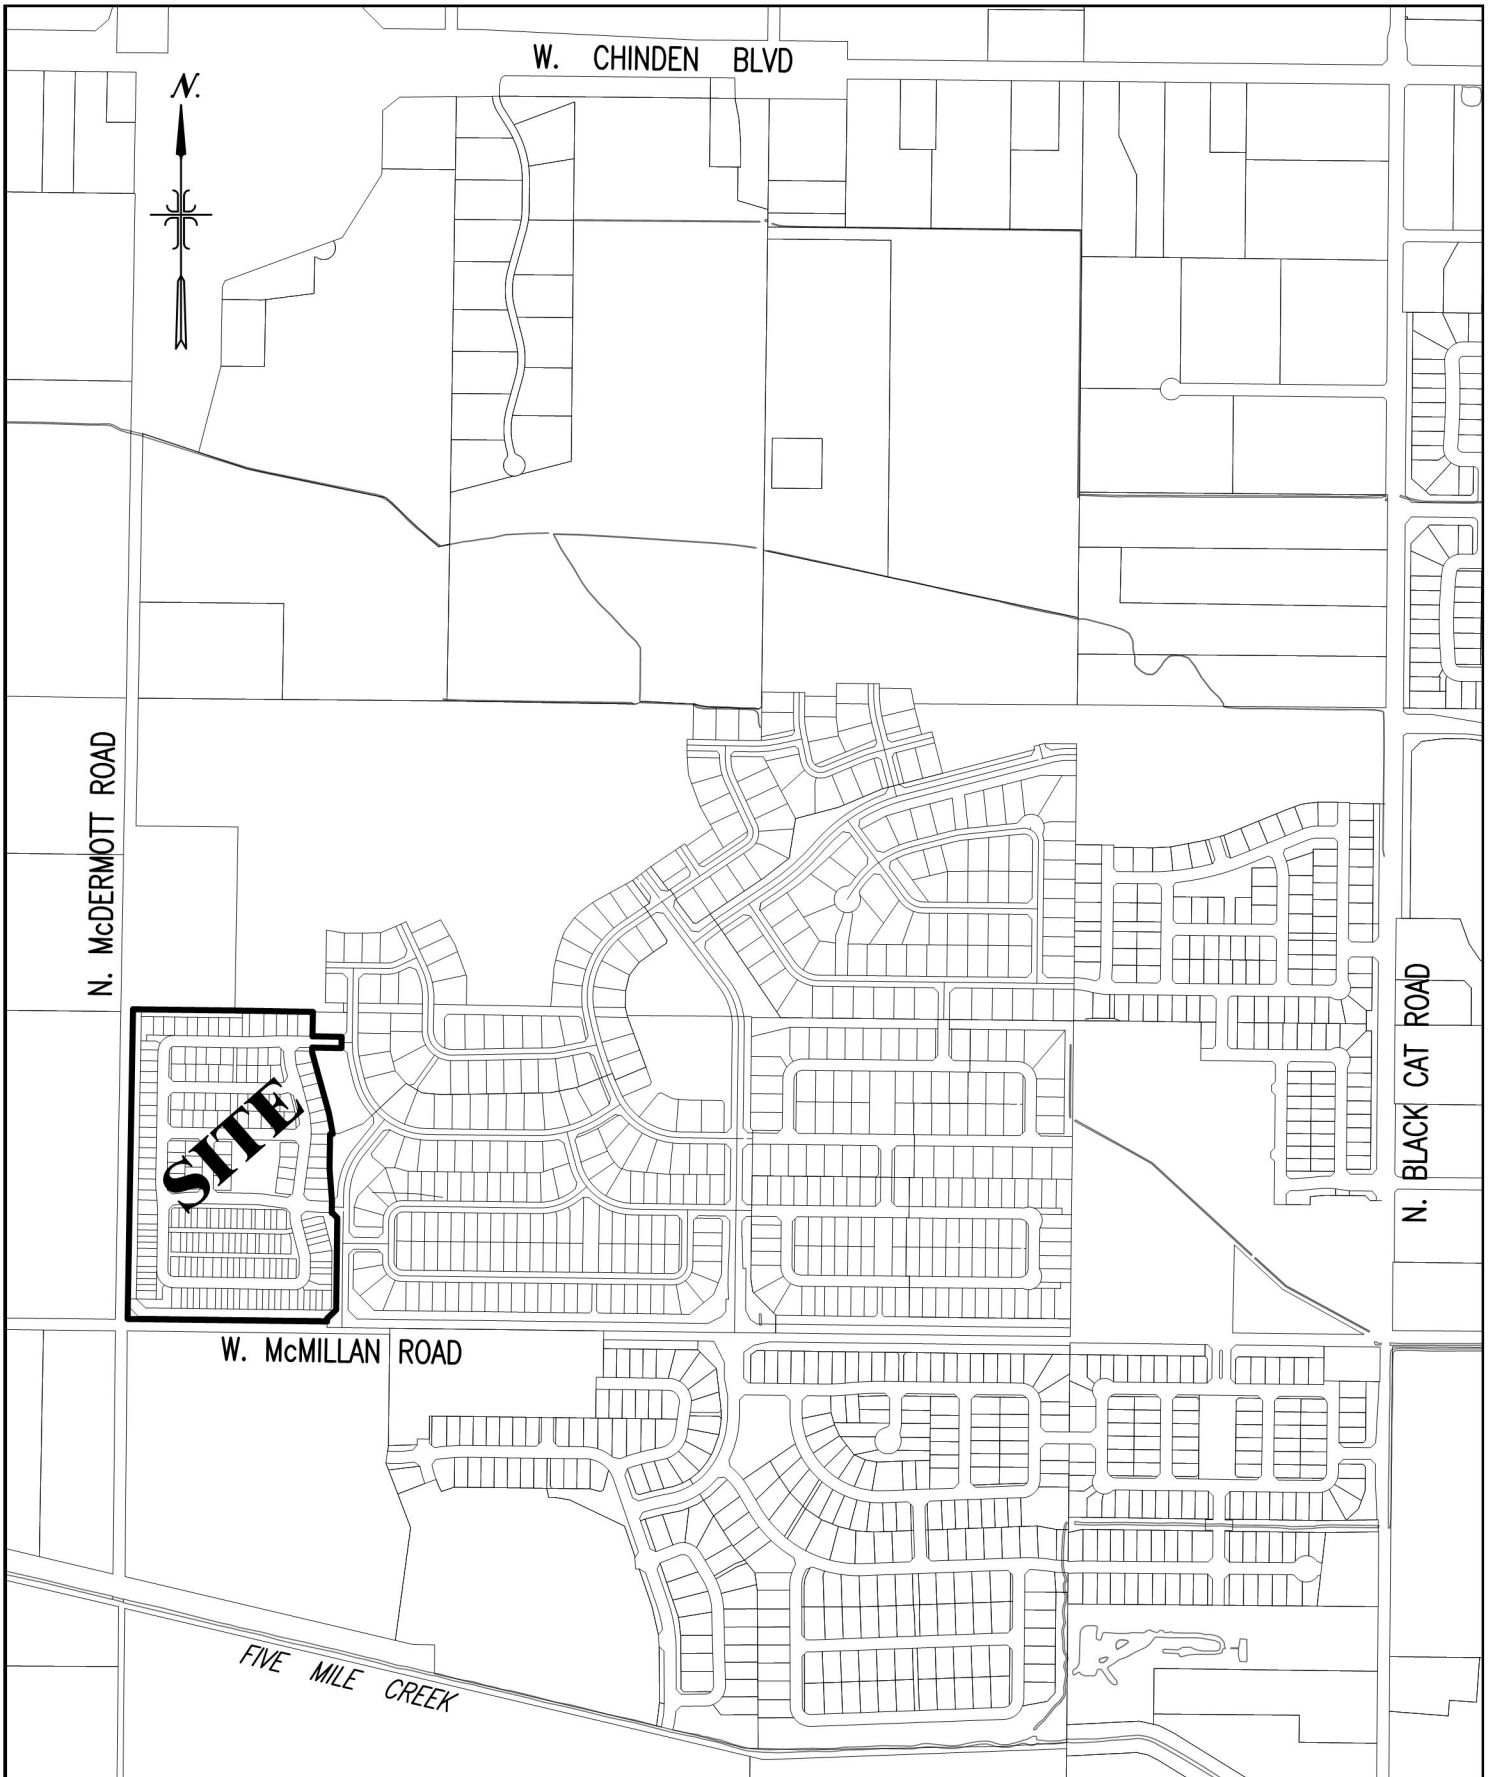 W. CHINDEN BLVD
N.
N. McDERMOTT ROAD
N. BLACK CAT ROAD
SITE
W. McMILLAN ROAD
FIVE MILE CREEK